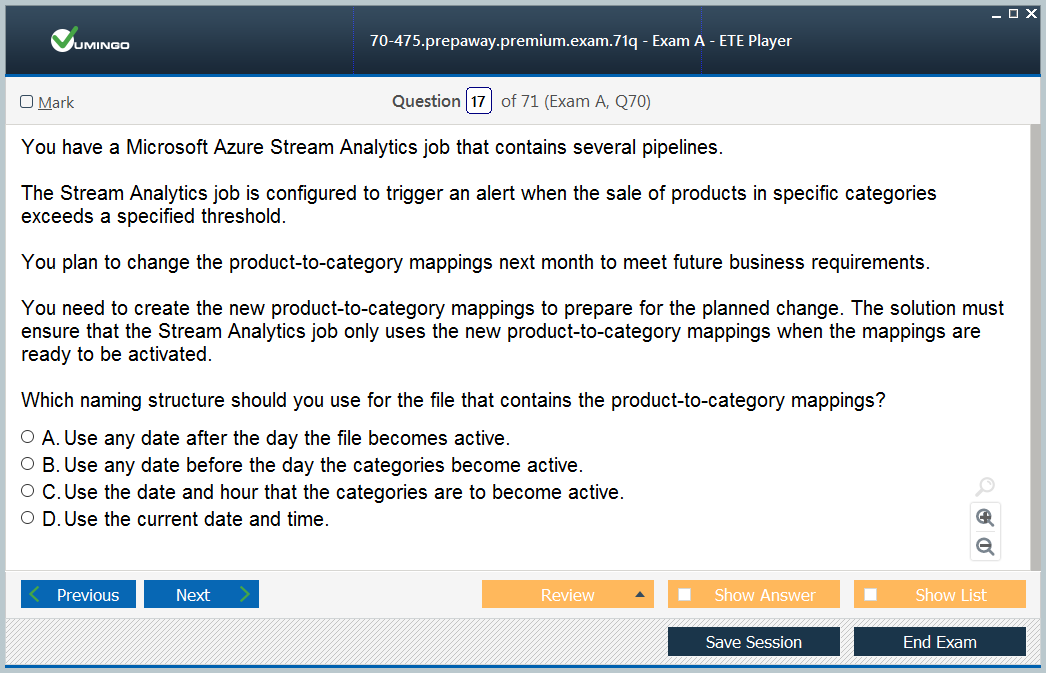 VUMINGO
70-475.prepaway.premium.exam.71q - Exam A - ETE Player
Mark
Question 17 of 71 (Exam A, Q70)
You have a Microsoft Azure Stream Analytics job that contains several pipelines.
The Stream Analytics job is configured to trigger an alert when the sale of products in specific categories
exceeds a specified threshold.
You plan to change the product-to-category mappings next month to meet future business requirements.
You need to create the new product-to-category mappings to prepare for the planned change. The solution must
ensure that the Stream Analytics job only uses the new product-to-category mappings when the mappings are
ready to be activated.
Which naming structure should you use for the file that contains the product-to-category mappings?
A. Use any date after the day the file becomes active.
B. Use any date before the day the categories become active.
C. Use the date and hour that the categories are to become active.
D. Use the current date and time.
Previous
Next
Review
Show Answer
Show List
Save Session
End Exam